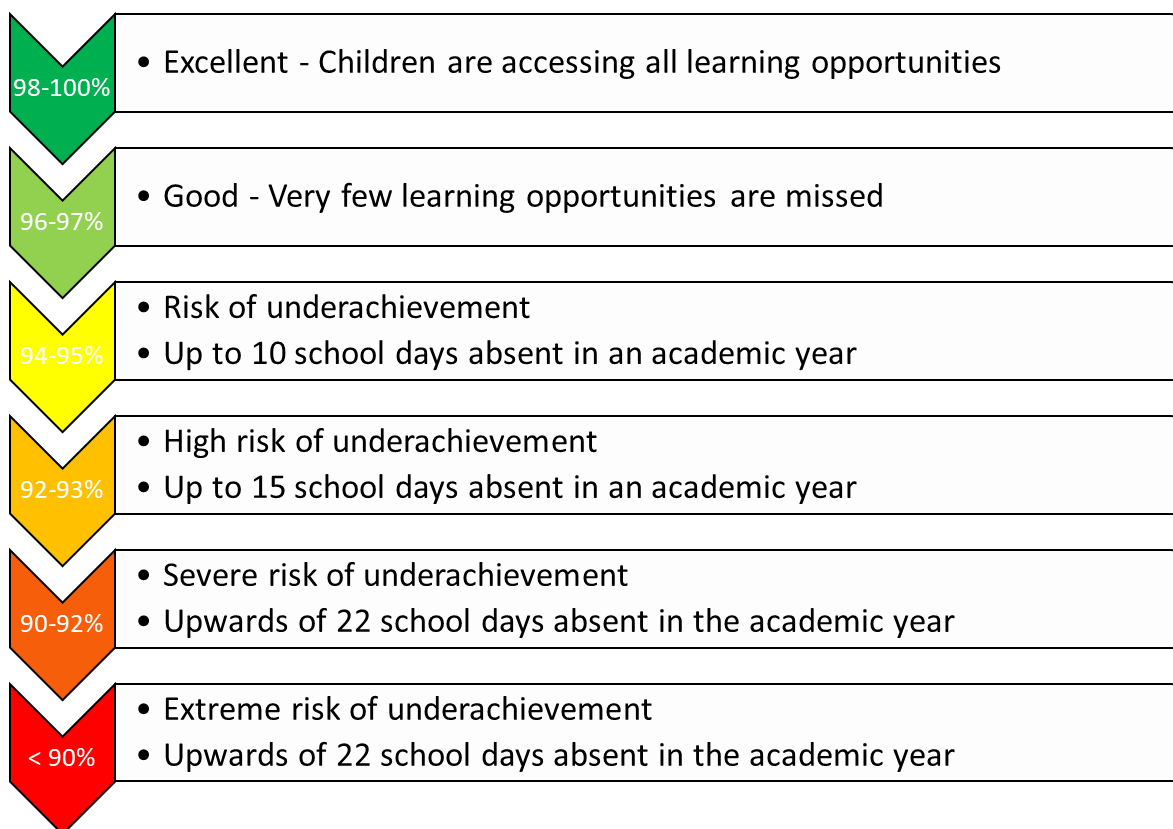 98-100%
• Excellent - Children are accessing all learning opportunities
96-97%
• Good - Very few learning opportunities are missed
94-95%
• Risk of underachievement
• Up to 10 school days absent in an academic year
92-93%
• High risk of underachievement
• Up to 15 school days absent in an academic year
90-92%
• Severe risk of underachievement
• Upwards of 22 school days absent in the academic year
< 90%
• Extreme risk of underachievement
• Upwards of 22 school days absent in the academic year